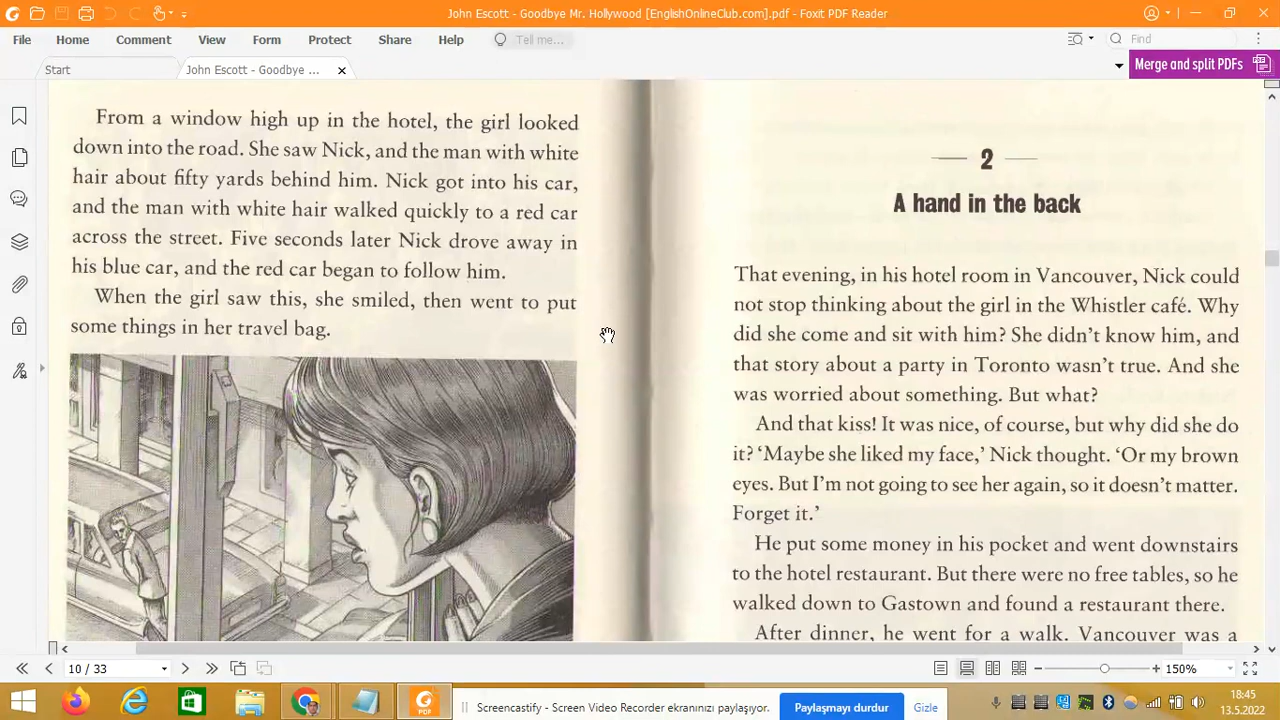 John Escott - Goodbye Mr. Hollywood [EnglishOnlineClub.com].pdf - Foxit PDF Reader
File Home Comment View Form Protect Share Help Tell me... Find
Start John Escott - Goodbye ... Merge and split PDFs
From a window high up in the hotel, the girl looked
down into the road. She saw Nick, and the man with white
hair about fifty yards behind him. Nick got into his car,
and the man with white hair walked quickly to a red car
across the street. Five seconds later Nick drove away in
his blue car, and the red car began to follow him.
When the girl saw this, she smiled, then went to put
some things in her travel bag.
2
A hand in the back
That evening, in his hotel room in Vancouver, Nick could
not stop thinking about the girl in the Whistler café. Why
did she come and sit with him? She didn't know him, and
that story about a party in Toronto wasn't true. And she
was worried about something. But what?
And that kiss! It was nice, of course, but why did she do
it? 'Maybe she liked my face,' Nick thought. 'Or my brown
eyes. But I'm not going to see her again, so it doesn't matter.
Forget it.'
He put some money in his pocket and went downstairs
to the hotel restaurant. But there were no free tables, so he
walked down to Gastown and found a restaurant there.
After dinner, he went for a walk. Vancouver was a
10 / 33 150%
Screencastify - Screen Video Recorder ekranınızı paylaşıyor. Paylaşmayı durdur Gizle
18:45
13.5.2022